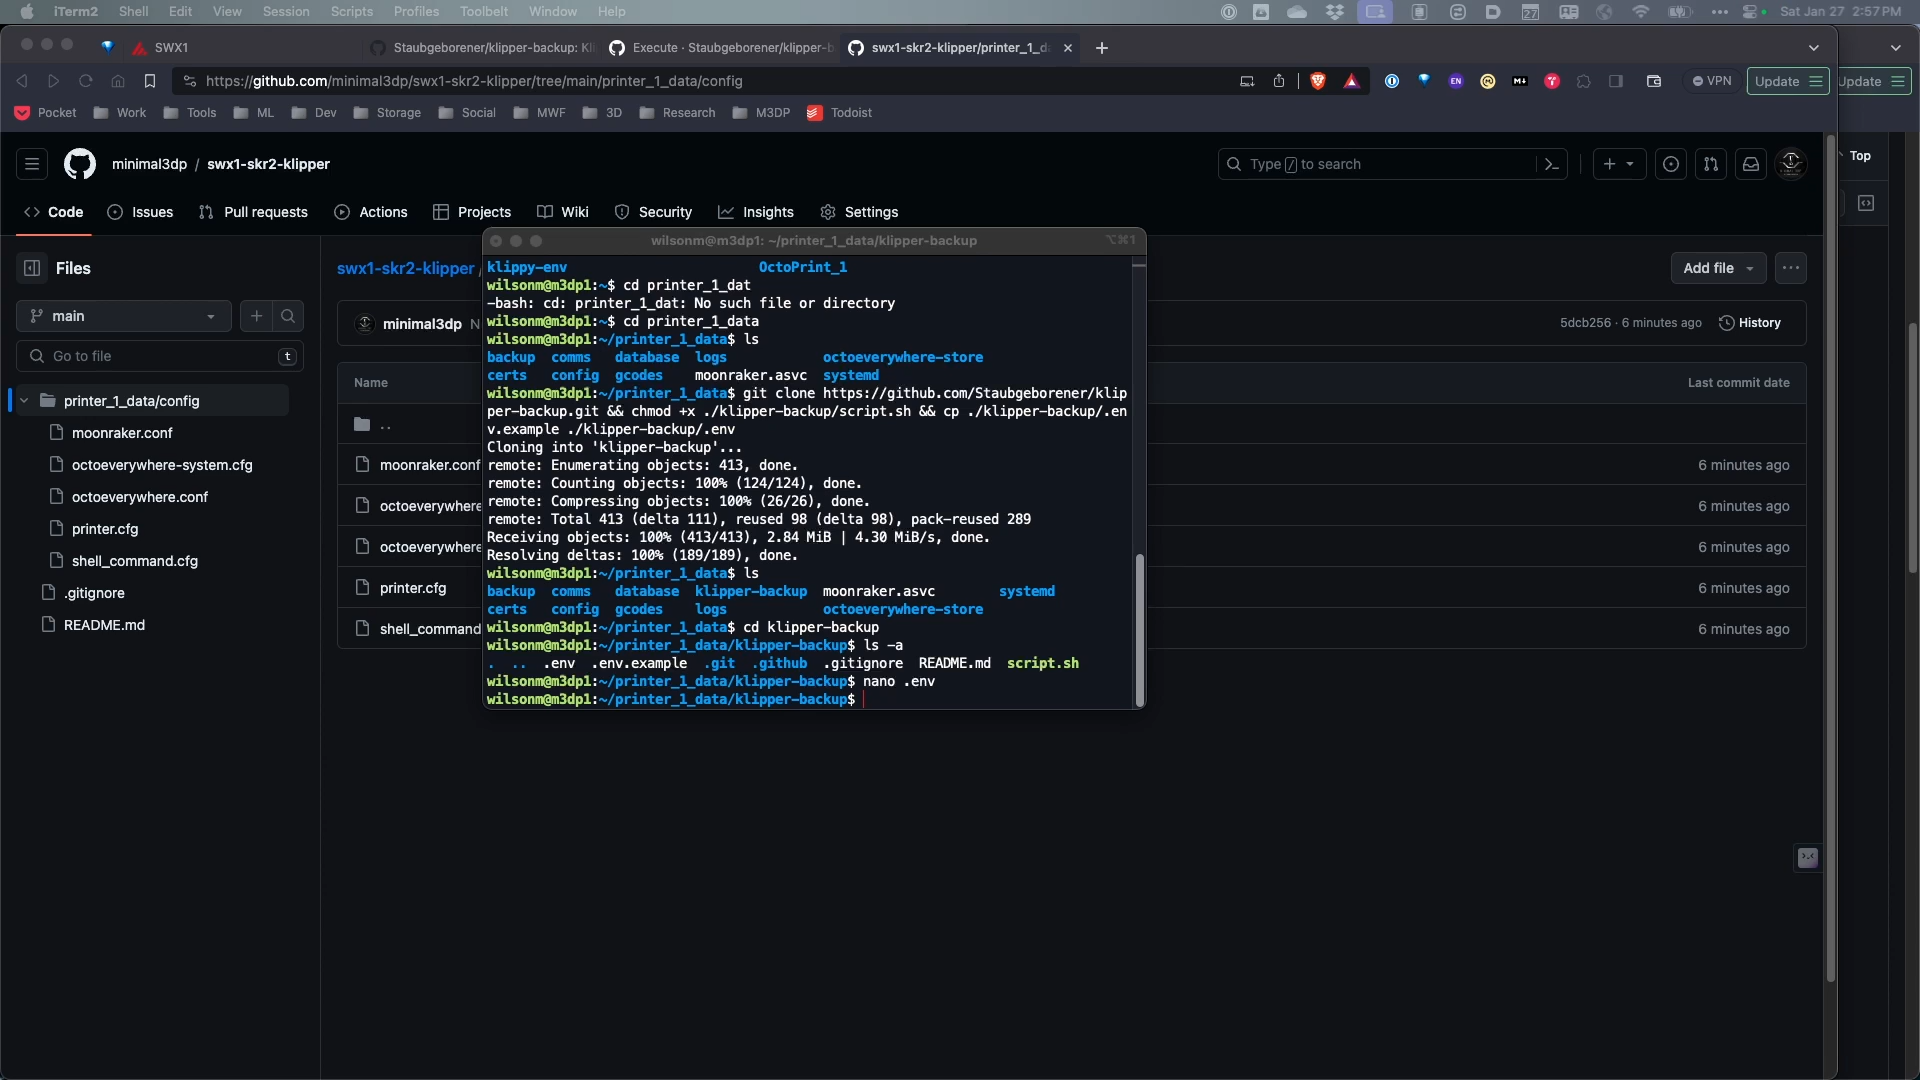 iTerm2 Shell Edit View Session Scripts Profiles Toolbelt Window Help 27 Sat Jan 27 2:57 PM
SWX1 Staubgeborener/klipper-backup: Kl Execute · Staubgeborener/klipper-b swx1-skr2-klipper/printer_1_d
https://github.com/minimal3dp/swx1-skr2-klipper/tree/main/printer_1_data/config EN M↓ VPN Update Update
Pocket Work Tools ML Dev Storage Social MWF 3D Research M3DP Todoist
minimal3dp / swx1-skr2-klipper Type / to search Top
Code Issues Pull requests Actions Projects Wiki Security Insights Settings
Files
main
Go to file t
printer_1_data/config
moonraker.conf
octoeverywhere-system.cfg
octoeverywhere.conf
printer.cfg
shell_command.cfg
.gitignore
README.md
swx1-skr2-klipper / Add file
minimal3dp 5dcb256 · 6 minutes ago History
Name Last commit date
..
moonraker.conf 6 minutes ago
octoeverywhere 6 minutes ago
octoeverywhere 6 minutes ago
printer.cfg 6 minutes ago
shell_command 6 minutes ago
wilsonm@m3dp1: ~/printer_1_data/klipper-backup ⌥⌘1
klippy-env OctoPrint_1
wilsonm@m3dp1:~$ cd printer_1_dat
-bash: cd: printer_1_dat: No such file or directory
wilsonm@m3dp1:~$ cd printer_1_data
wilsonm@m3dp1:~/printer_1_data$ ls
backup comms database logs octoeverywhere-store
certs config gcodes moonraker.asvc systemd
wilsonm@m3dp1:~/printer_1_data$ git clone https://github.com/Staubgeborener/klip
per-backup.git && chmod +x ./klipper-backup/script.sh && cp ./klipper-backup/.en
v.example ./klipper-backup/.env
Cloning into 'klipper-backup'...
remote: Enumerating objects: 413, done.
remote: Counting objects: 100% (124/124), done.
remote: Compressing objects: 100% (26/26), done.
remote: Total 413 (delta 111), reused 98 (delta 98), pack-reused 289
Receiving objects: 100% (413/413), 2.84 MiB | 4.30 MiB/s, done.
Resolving deltas: 100% (189/189), done.
wilsonm@m3dp1:~/printer_1_data$ ls
backup comms database klipper-backup moonraker.asvc systemd
certs config gcodes logs octoeverywhere-store
wilsonm@m3dp1:~/printer_1_data$ cd klipper-backup
wilsonm@m3dp1:~/printer_1_data/klipper-backup$ ls -a
. .. .env .env.example .git .github .gitignore README.md script.sh
wilsonm@m3dp1:~/printer_1_data/klipper-backup$ nano .env
wilsonm@m3dp1:~/printer_1_data/klipper-backup$